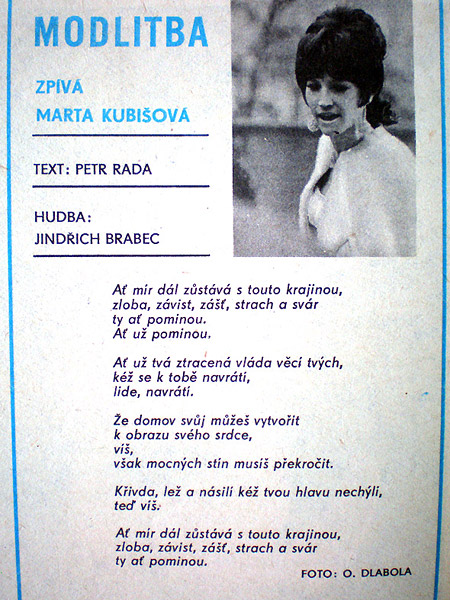 MODLITBA
ZPÍVÁ
MARTA KUBIŠOVÁ
TEXT: PETR RADA
HUDBA:
JINDŘICH BRABEC
Ať mír dál zůstává s touto krajinou,
zloba, závist, zášť, strach a svár
ty ať pominou.
Ať už pominou.
Ať už tvá ztracená vláda věcí tvých,
kéž se k tobě navrátí,
lide, navrátí.
Že domov svůj můžeš vytvořit
k obrazu svého srdce,
víš,
však mocných stín musíš překročit.
Křivda, lež a násilí kéž tvou hlavu nechýlí,
teď víš.
Ať mír dál zůstává s touto krajinou,
zloba, závist, zášť, strach a svár
ty ať pominou.
FOTO: O. DLABOLA